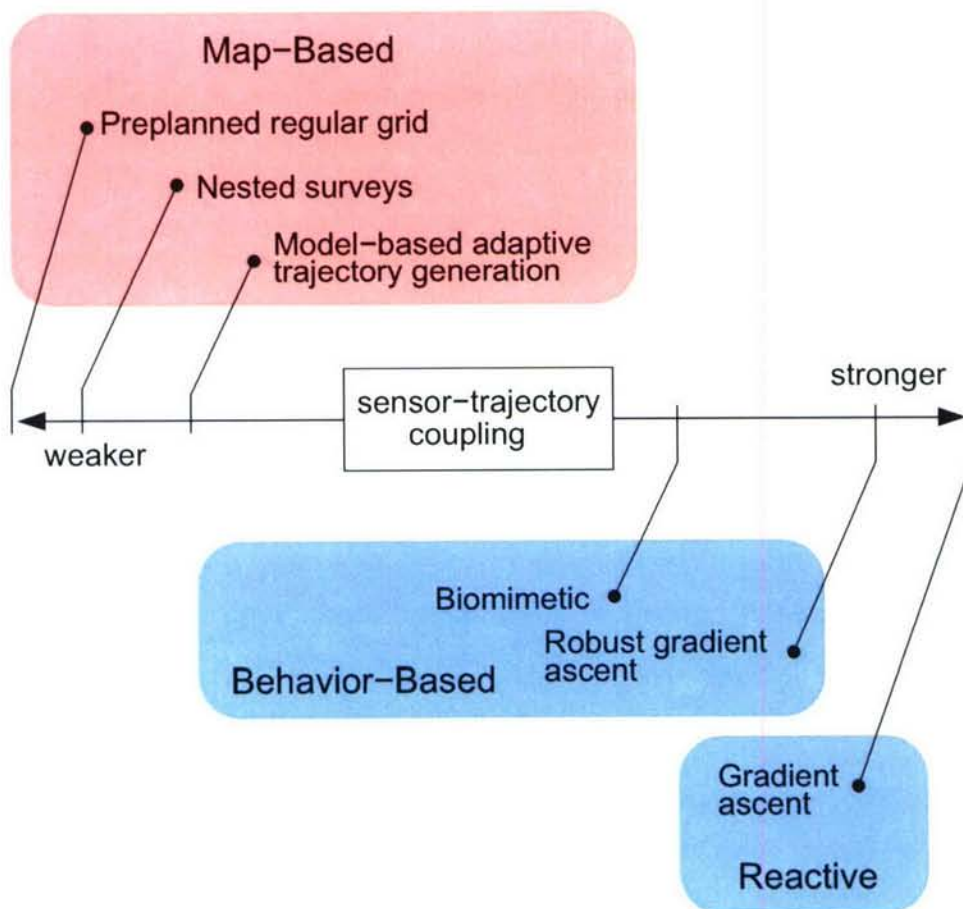 Map−Based
Preplanned regular grid
Nested surveys
Model−based adaptive
trajectory generation
stronger
sensor−trajectory
coupling
weaker
Biomimetic
Robust gradient
ascent
Behavior−Based
Gradient
ascent
Reactive